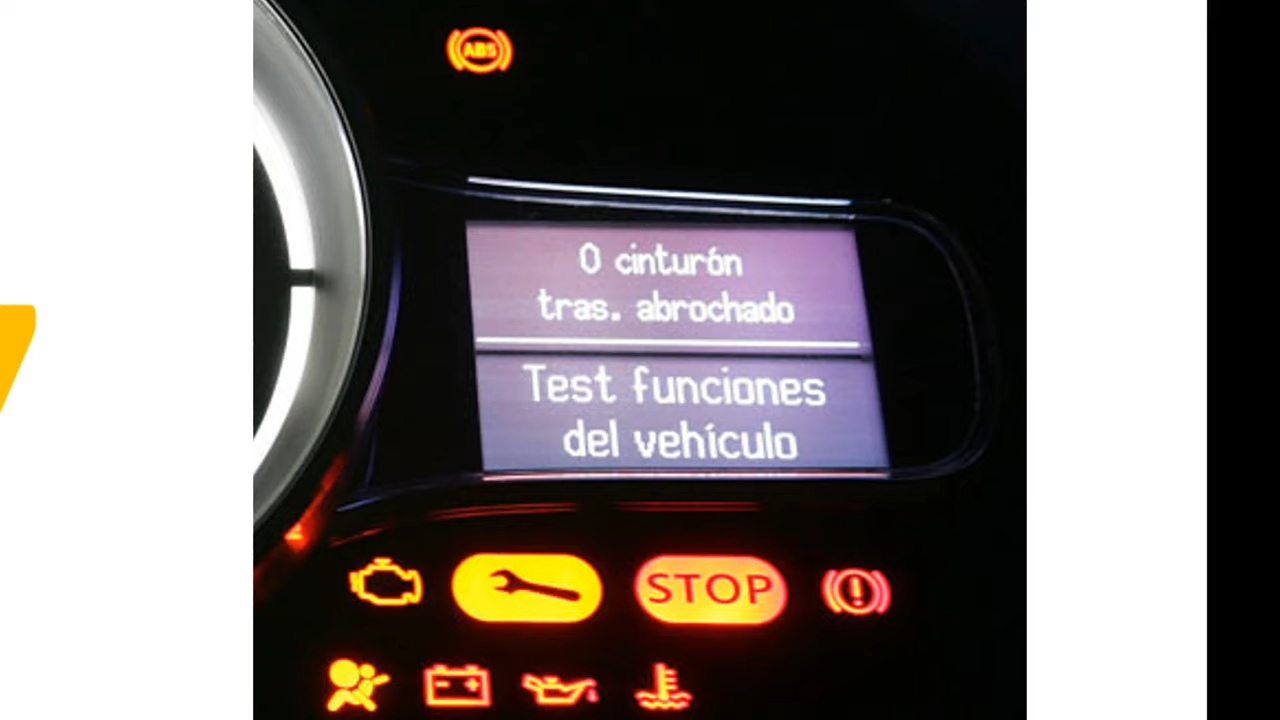 ABS
0 cinturón
tras. abrochado
Test funciones
del vehículo
STOP